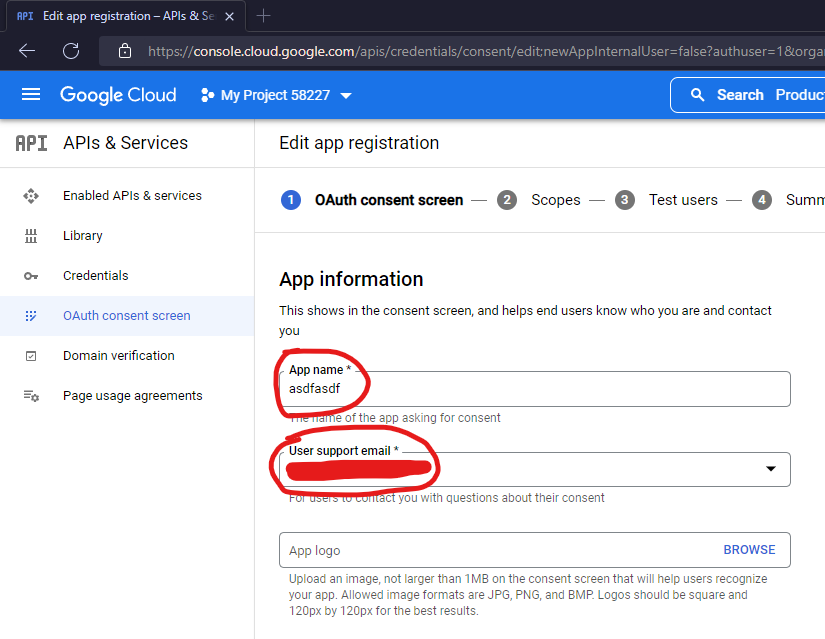 API Edit app registration – APIs & Se
https://console.cloud.google.com/apis/credentials/consent/edit;newAppInternalUser=false?authuser=1&orga
Google Cloud My Project 58227 Search Product
API APIs & Services
Edit app registration
Enabled APIs & services
Library
Credentials
OAuth consent screen
Domain verification
Page usage agreements
1 OAuth consent screen — 2 Scopes — 3 Test users — 4 Summ
App information
This shows in the consent screen, and helps end users know who you are and contact
you
App name *
asdfasdf
The name of the app asking for consent
User support email *
For users to contact you with questions about their consent
App logo BROWSE
Upload an image, not larger than 1MB on the consent screen that will help users recognize
your app. Allowed image formats are JPG, PNG, and BMP. Logos should be square and
120px by 120px for the best results.